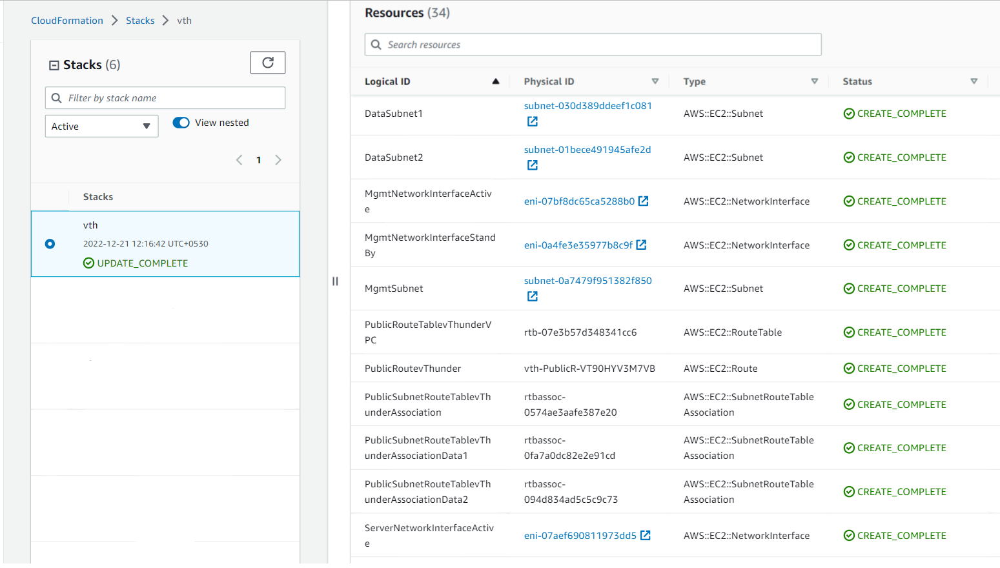 CloudFormation > Stacks > vth
Stacks (6)
Filter by stack name
Active
View nested
1
Stacks
vth
2022-12-21 12:16:42 UTC+0530
UPDATE_COMPLETE
Resources (34)
Search resources
Logical ID Physical ID Type Status
DataSubnet1 subnet-030d389ddeef1c081 AWS::EC2::Subnet CREATE_COMPLETE
DataSubnet2 subnet-01bece491945afe2d AWS::EC2::Subnet CREATE_COMPLETE
MgmtNetworkInterfaceActiv
e eni-07bf8dc65ca5288b0 AWS::EC2::NetworkInterface CREATE_COMPLETE
MgmtNetworkInterfaceStand
By eni-0a4fe3e35977b8c9f AWS::EC2::NetworkInterface CREATE_COMPLETE
MgmtSubnet subnet-0a7479f951382f850 AWS::EC2::Subnet CREATE_COMPLETE
PublicRouteTablevThunderV
PC rtb-07e3b57d348341cc6 AWS::EC2::RouteTable CREATE_COMPLETE
PublicRoutevThunder vth-PublicR-VT90HYV3M7VB AWS::EC2::Route CREATE_COMPLETE
PublicSubnetRouteTablevTh rtbassoc- AWS::EC2::SubnetRouteTable CREATE_COMPLETE
underAssociation 0574ae3aafe387e20 Association
PublicSubnetRouteTablevTh rtbassoc- AWS::EC2::SubnetRouteTable CREATE_COMPLETE
underAssociationData1 0fa7a0dc82e2e91cd Association
PublicSubnetRouteTablevTh rtbassoc- AWS::EC2::SubnetRouteTable CREATE_COMPLETE
underAssociationData2 094d834ad5c5c9c73 Association
ServerNetworkInterfaceActiv
e eni-07aef690811973dd5 AWS::EC2::NetworkInterface CREATE_COMPLETE